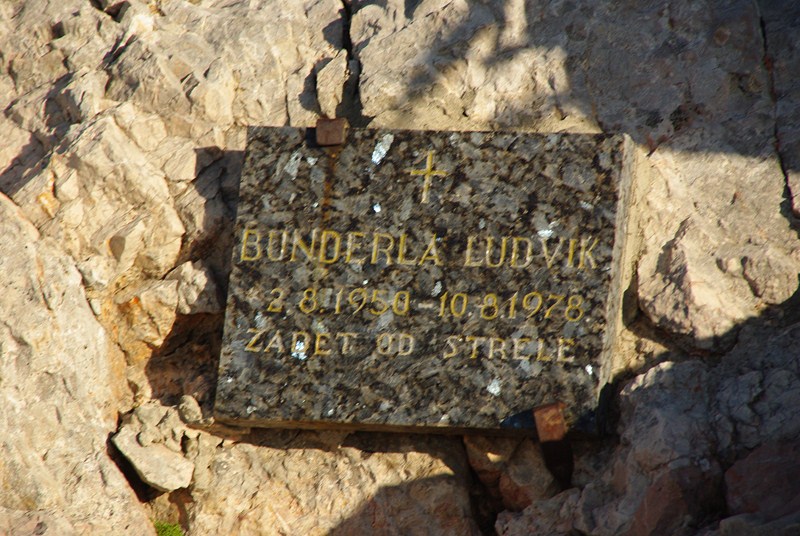 BUNDERLA LUDVIK
2.8.1950-10.8.1978.
ZADET OD STRELE